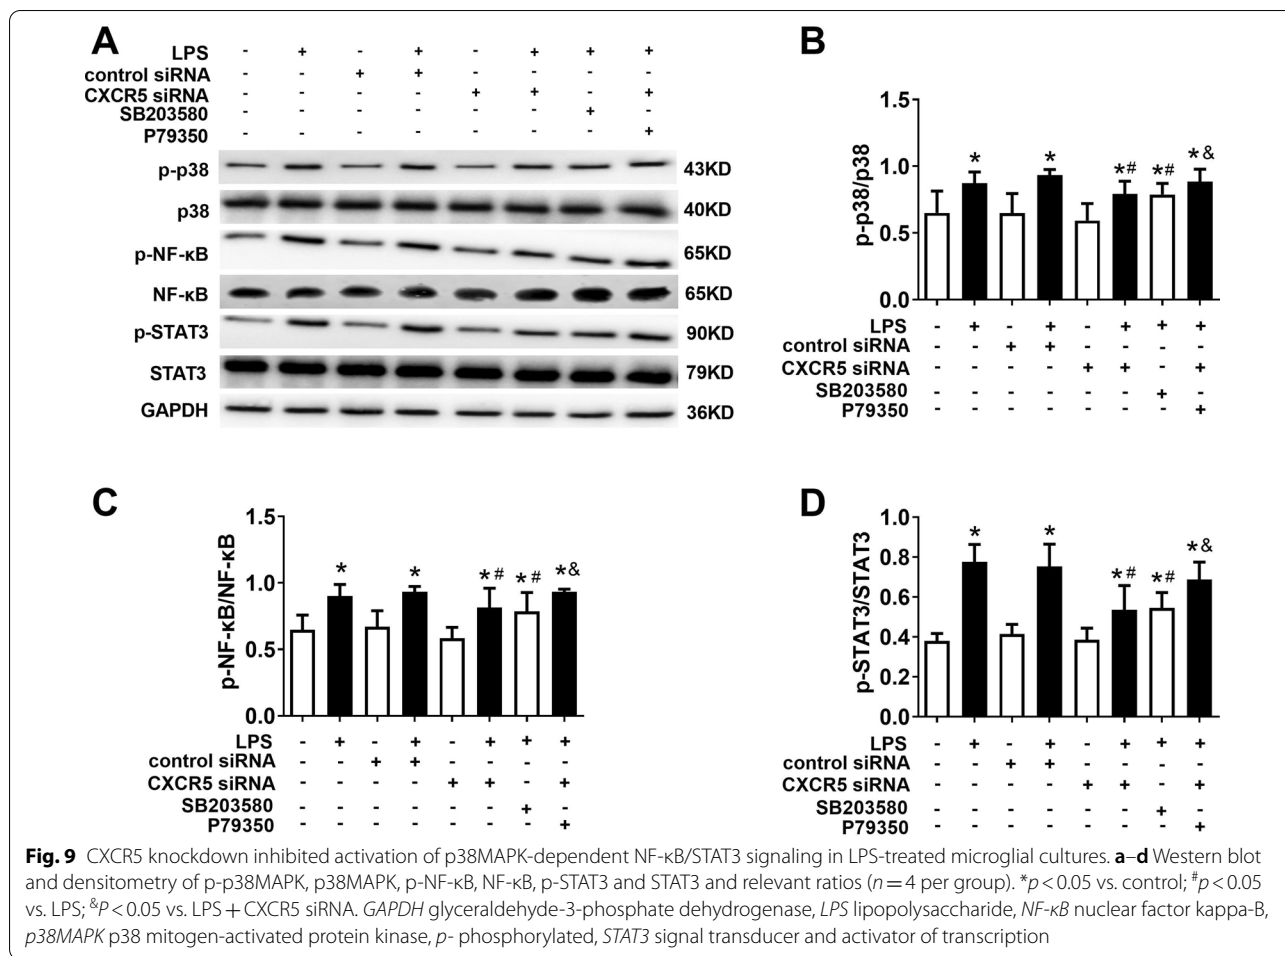 A
LPS - + - + - + + +
control siRNA - - + + - - - -
CXCR5 siRNA - - - - + + - +
SB203580 - - - - - - + -
P79350 - - - - - - - +
p-p38 43KD
p38 40KD
p-NF-κB 65KD
NF-κB 65KD
p-STAT3 90KD
STAT3 79KD
GAPDH 36KD
B
p-p38/p38
1.5
1.0
0.5
0.0
* * *# *# *&
LPS - + - + - + + +
control siRNA - - + + - - - -
CXCR5 siRNA - - - - + + - +
SB203580 - - - - - - + -
P79350 - - - - - - - +
C
p-NF-κB/NF-κB
1.5
1.0
0.5
0.0
* * *# *# *&
LPS - + - + - + + +
control siRNA - - + + - - - -
CXCR5 siRNA - - - - + + - +
SB203580 - - - - - - + -
P79350 - - - - - - - +
D
p-STAT3/STAT3
1.0
0.8
0.6
0.4
0.2
0.0
* * *# *# *&
LPS - + - + - + + +
control siRNA - - + + - - - -
CXCR5 siRNA - - - - + + - +
SB203580 - - - - - - + -
P79350 - - - - - - - +
Fig. 9 CXCR5 knockdown inhibited activation of p38MAPK-dependent NF-κB/STAT3 signaling in LPS-treated microglial cultures. a–d Western blot
and densitometry of p-p38MAPK, p38MAPK, p-NF-κB, NF-κB, p-STAT3 and STAT3 and relevant ratios (n = 4 per group). *p < 0.05 vs. control; #p < 0.05
vs. LPS; &P < 0.05 vs. LPS + CXCR5 siRNA. GAPDH glyceraldehyde-3-phosphate dehydrogenase, LPS lipopolysaccharide, NF-κB nuclear factor kappa-B,
p38MAPK p38 mitogen-activated protein kinase, p- phosphorylated, STAT3 signal transducer and activator of transcription